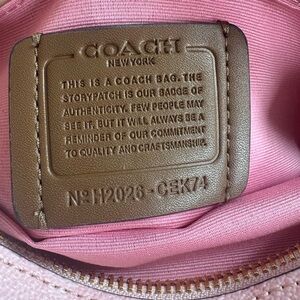 COACH
NEW YORK
THIS IS A COACH BAG. THE
STORYPATCH IS OUR BADGE OF
AUTHENTICITY. FEW PEOPLE MAY
SEE IT. BUT IT WILL ALWAYS BE A
REMINDER OF OUR COMMITMENT
TO QUALITY AND CRAFTSMANSHIP.
Nº H2026-CEK74